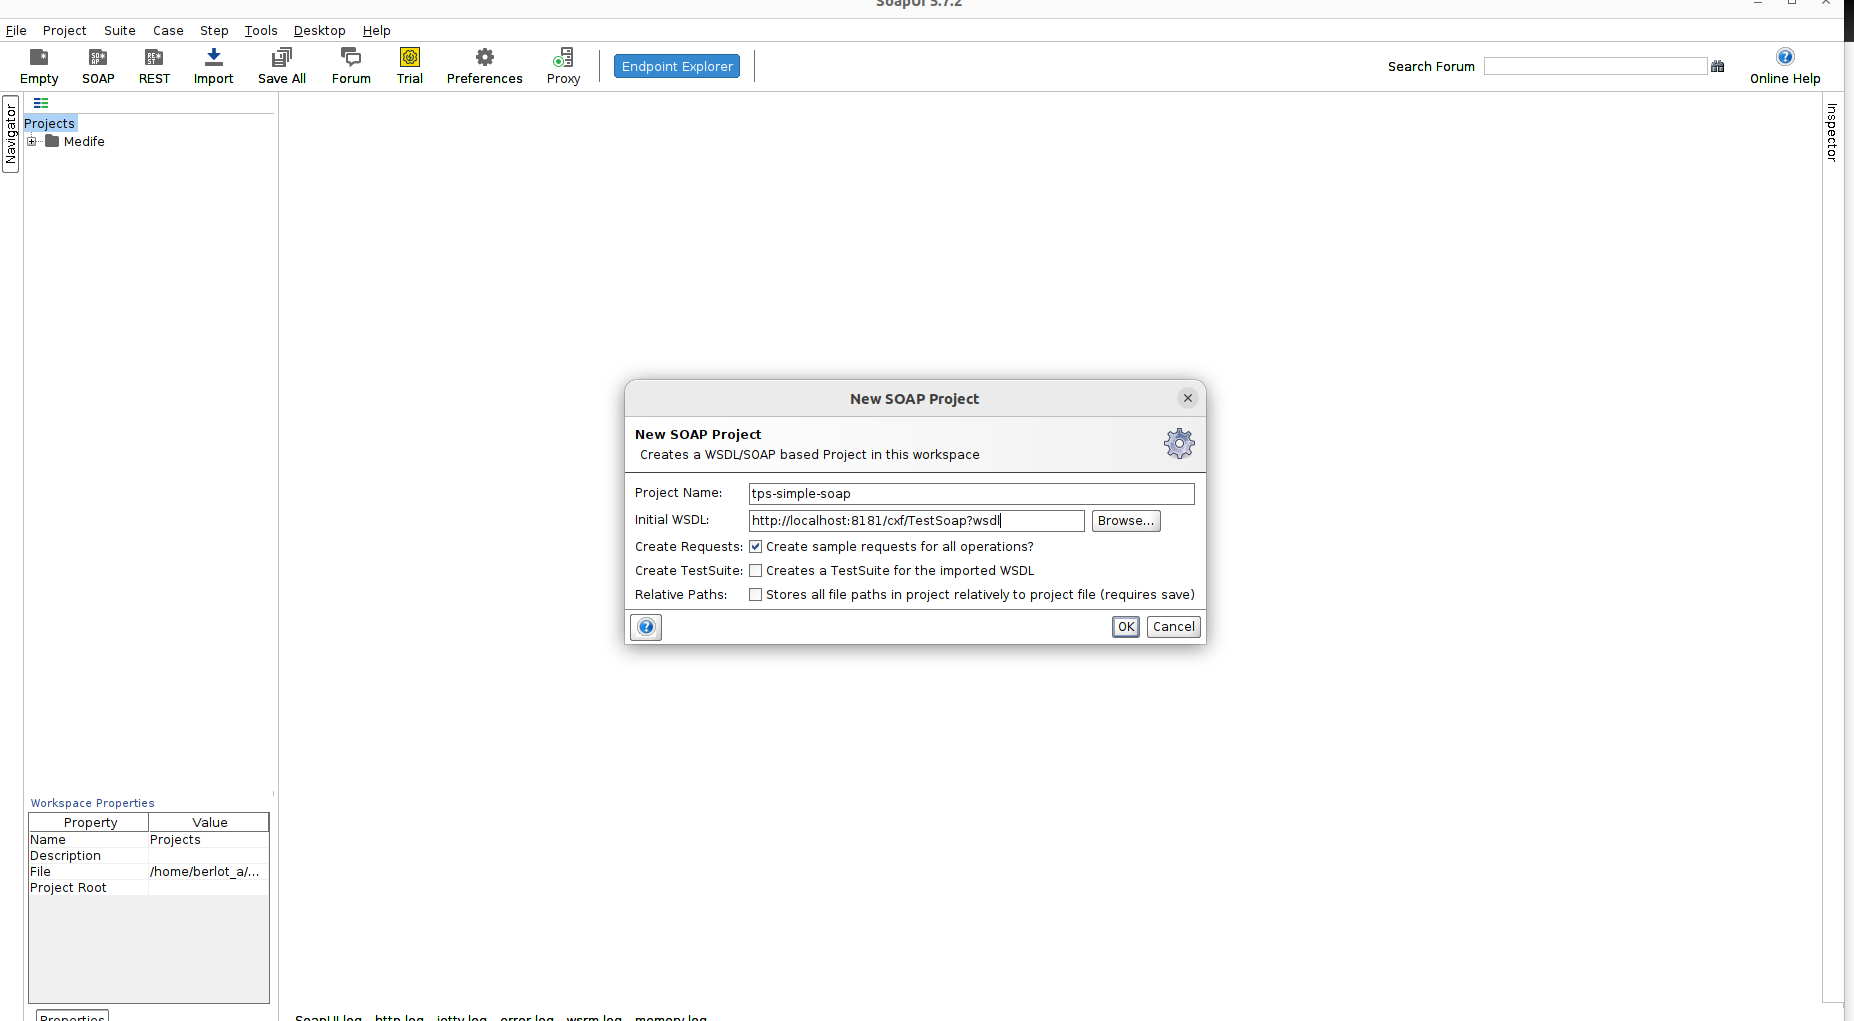 SoapUI 5.7.2
File Project Suite Case Step Tools Desktop Help
Empty SOAP REST Import Save All Forum Trial Preferences Proxy Endpoint Explorer Search Forum Online Help
Navigator
Inspector
Projects
Medife
New SOAP Project
New SOAP Project
Creates a WSDL/SOAP based Project in this workspace
Project Name: tps-simple-soap
Initial WSDL: http://localhost:8181/cxf/TestSoap?wsdl Browse...
Create Requests: Create sample requests for all operations?
Create TestSuite: Creates a TestSuite for the imported WSDL
Relative Paths: Stores all file paths in project relatively to project file (requires save)
OK Cancel
Workspace Properties
Property Value
Name Projects
Description
File /home/berlot_a/...
Project Root
Properties
SoapUI log http log jetty log error log wsrm log memory log